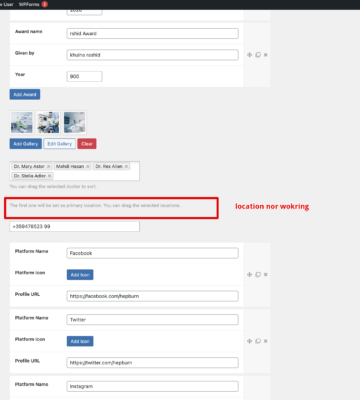 w User WPForms
Award name rshid Award
Given by khulna rashid
Year 900
Add Award
Add Gallery Edit Gallery Clear
Dr. Mary Astor × Mahdi Hasan × Dr. Rex Allen ×
Dr. Stella Adler ×
You can drag the selected doctor to sort
The first one will be set as primary location. You can drag the selected locations.
location nor wokring
+359478523 99
Platform Name Facebook
Platform Icon Add Icon
Profile URL https://facebook.com/hepburn
Platform Name Twitter
Platform Icon Add Icon
Profile URL https://twitter.com/hepburn
Platform Name Instagram